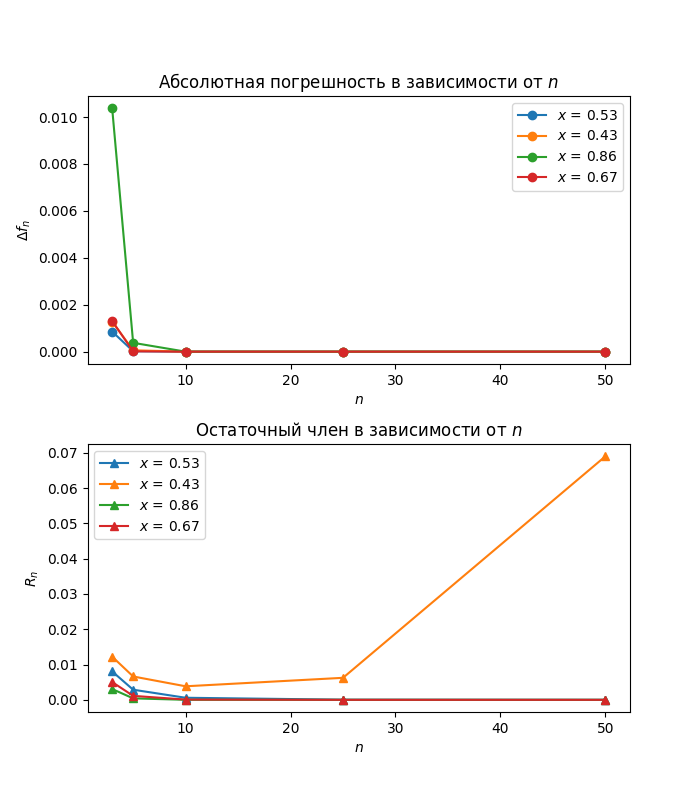 Абсолютная погрешность в зависимости от n
0.010
0.008
0.006
0.004
0.002
0.000
Δfₙ
x = 0.53
x = 0.43
x = 0.86
x = 0.67
10 20 30 40 50
n
Остаточный член в зависимости от n
0.07
0.06
0.05
0.04
0.03
0.02
0.01
0.00
Rₙ
x = 0.53
x = 0.43
x = 0.86
x = 0.67
10 20 30 40 50
n